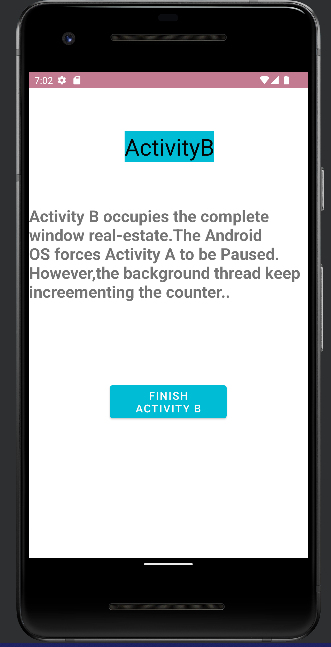 7:02
ActivityB
Activity B occupies the complete
window real-estate.The Android
OS forces Activity A to be Paused.
However,the background thread keep
increementing the counter..
FINISH
ACTIVITY B